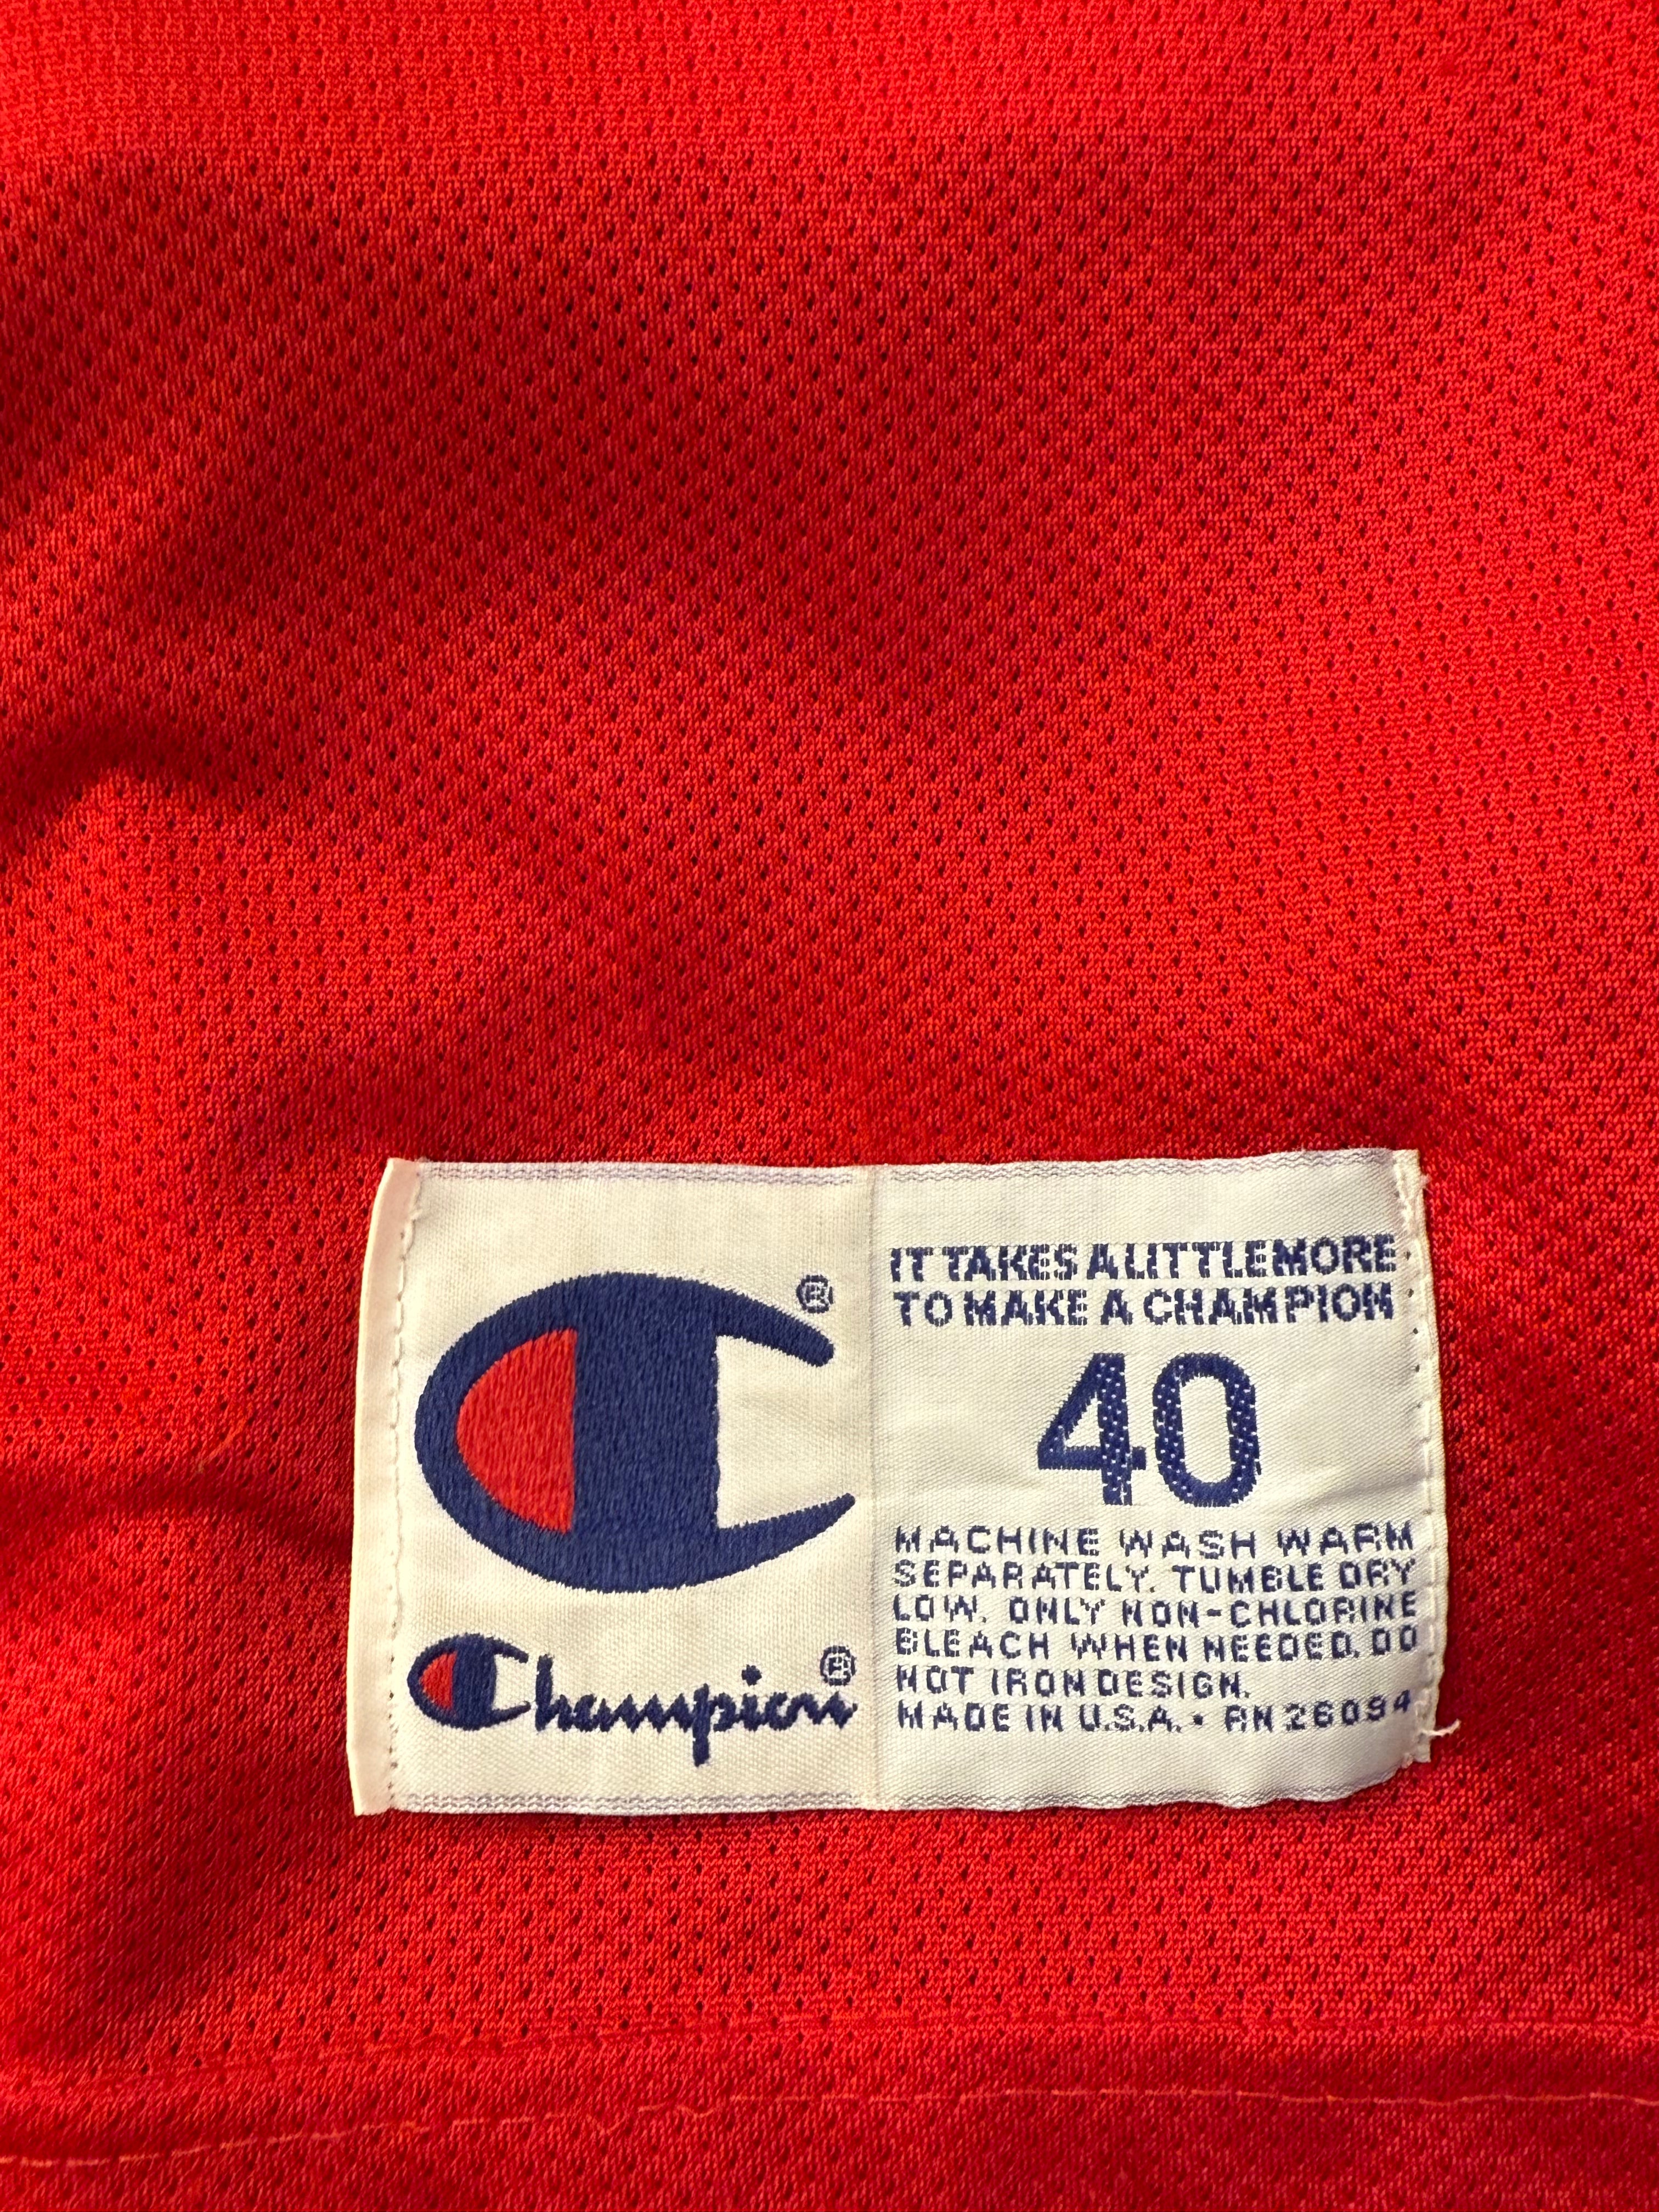 ®
Champion®
IT TAKES A LITTLE MORE
TO MAKE A CHAMPION
40
MACHINE WASH WARM
SEPARATELY. TUMBLE DRY
LOW. ONLY NON-CHLORINE
BLEACH WHEN NEEDED. DO
NOT IRON DESIGN.
MADE IN U.S.A. • RN 26094